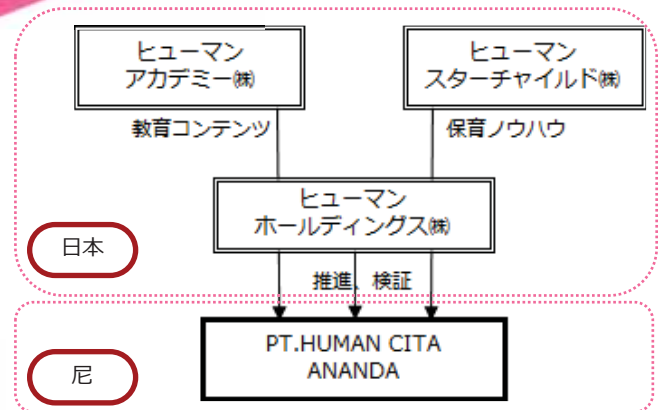 ヒューマン
アカデミー㈱
ヒューマン
スターチャイルド㈱
教育コンテンツ
保育ノウハウ
ヒューマン
ホールディングス㈱
日本
推進、検証
PT.HUMAN CITA
ANANDA
尼